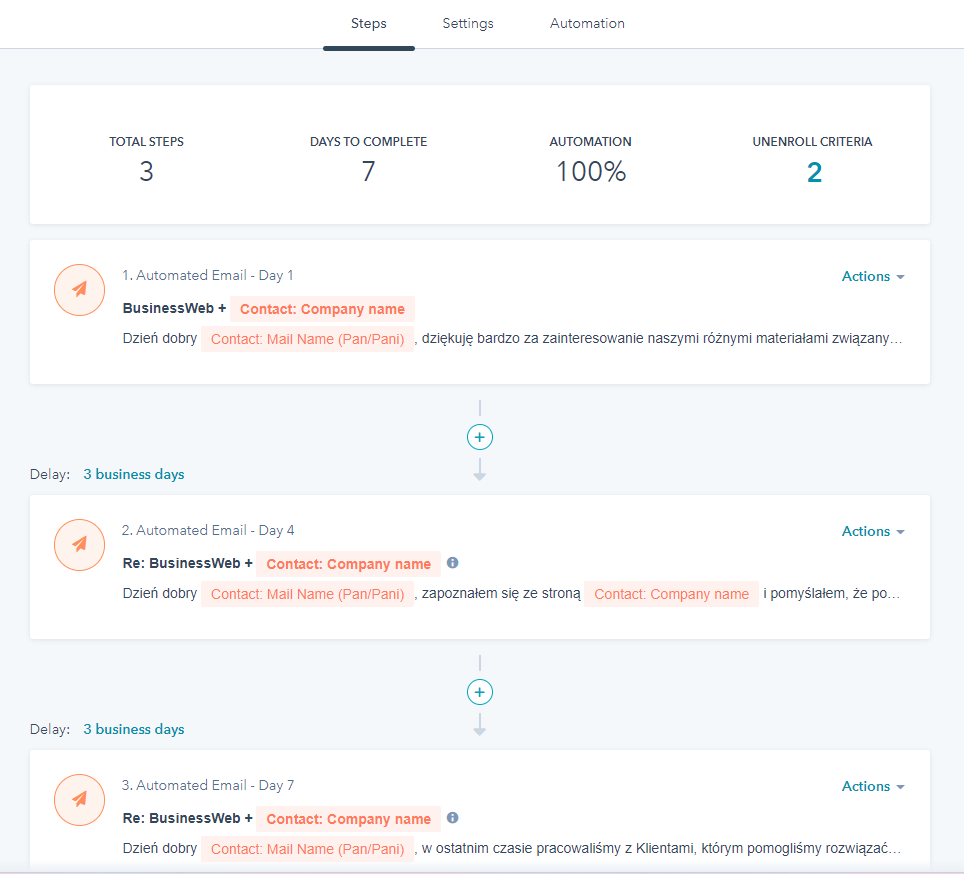 Steps Settings Automation
TOTAL STEPS DAYS TO COMPLETE AUTOMATION UNENROLL CRITERIA
3 7 100% 2
1. Automated Email - Day 1 Actions
BusinessWeb + Contact: Company name
Dzień dobry Contact: Mail Name (Pan/Pani) , dziękuję bardzo za zainteresowanie naszymi różnymi materiałami związany…
Delay: 3 business days
2. Automated Email - Day 4 Actions
Re: BusinessWeb + Contact: Company name
Dzień dobry Contact: Mail Name (Pan/Pani) , zapoznałem się ze stroną Contact: Company name i pomyślałem, że po…
Delay: 3 business days
3. Automated Email - Day 7 Actions
Re: BusinessWeb + Contact: Company name
Dzień dobry Contact: Mail Name (Pan/Pani) , w ostatnim czasie pracowaliśmy z Klientami, którym pomogliśmy rozwiązać…